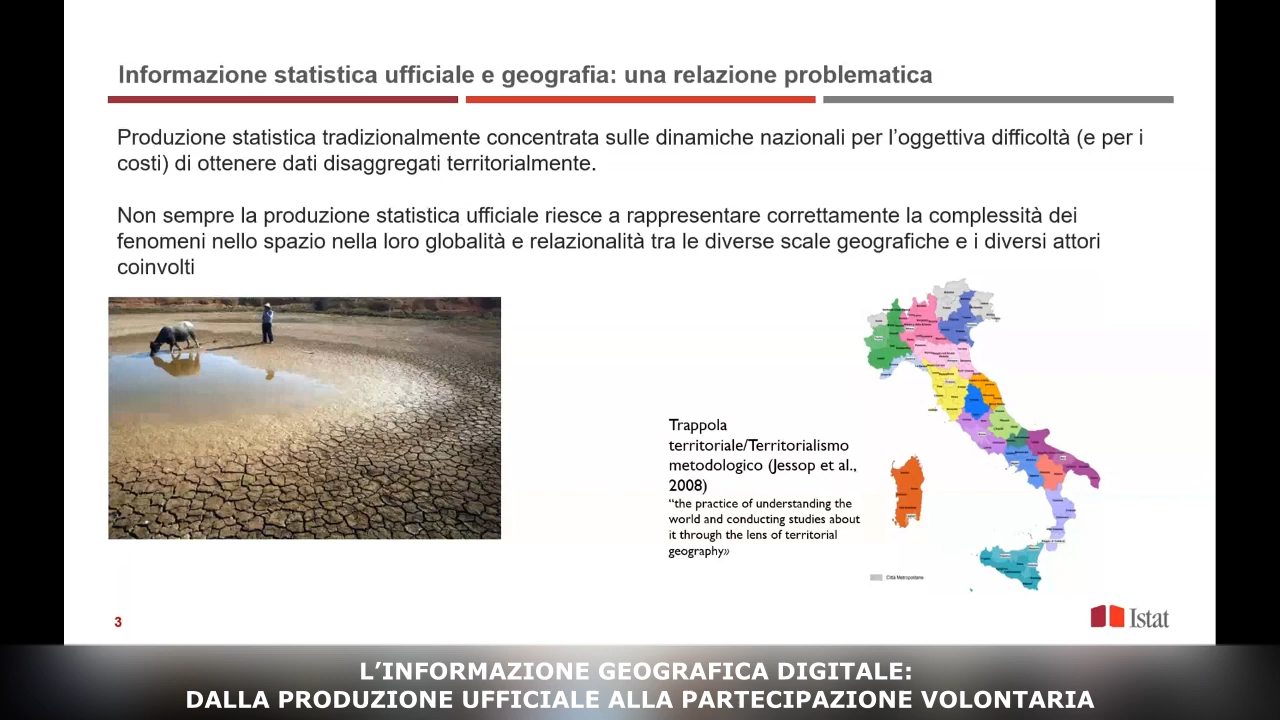 Informazione statistica ufficiale e geografia: una relazione problematica
Produzione statistica tradizionalmente concentrata sulle dinamiche nazionali per l’oggettiva difficoltà (e per i
costi) di ottenere dati disaggregati territorialmente.
Non sempre la produzione statistica ufficiale riesce a rappresentare correttamente la complessità dei
fenomeni nello spazio nella loro globalità e relazionalità tra le diverse scale geografiche e i diversi attori
coinvolti
Trappola
territoriale/Territorialismo
metodologico (Jessop et al.,
2008)
“the practice of understanding the
world and conducting studies about
it through the lens of territorial
geography»
Città Metropolitane
3
Istat
L’INFORMAZIONE GEOGRAFICA DIGITALE:
DALLA PRODUZIONE UFFICIALE ALLA PARTECIPAZIONE VOLONTARIA